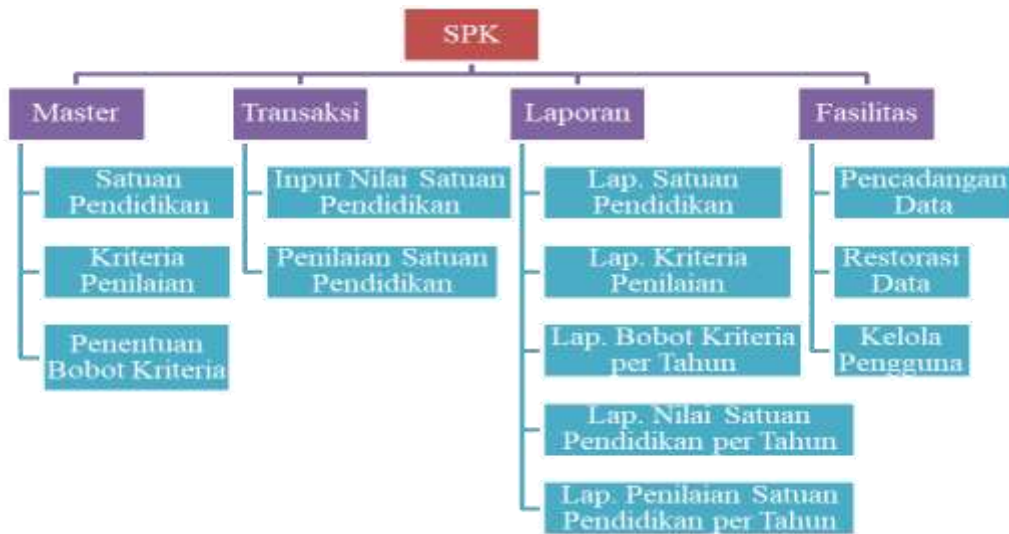 SPK
Master
Transaksi
Laporan
Fasilitas
Satuan
Pendidikan
Kriteria
Penilaian
Penentuan
Bobot Kriteria
Input Nilai Satuan
Pendidikan
Penilaian Satuan
Pendidikan
Lap. Satuan
Pendidikan
Lap. Kriteria
Penilaian
Lap. Bobot Kriteria
per Tahun
Lap. Nilai Satuan
Pendidikan per Tahun
Lap. Penilaian Satuan
Pendidikan per Tahun
Pencadangan
Data
Restorasi
Data
Kelola
Pengguna